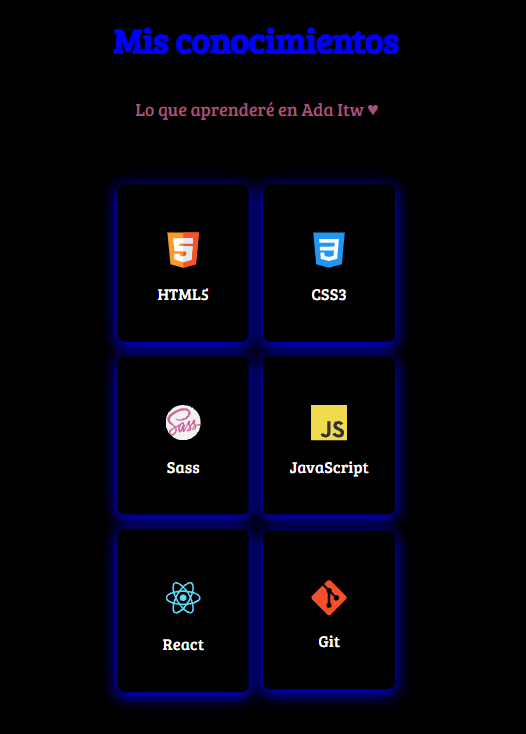 Mis conocimientos
Lo que aprenderé en Ada Itw ♥
5
3
HTML5
CSS3
Sass
JS
Sass
JavaScript
React
Git